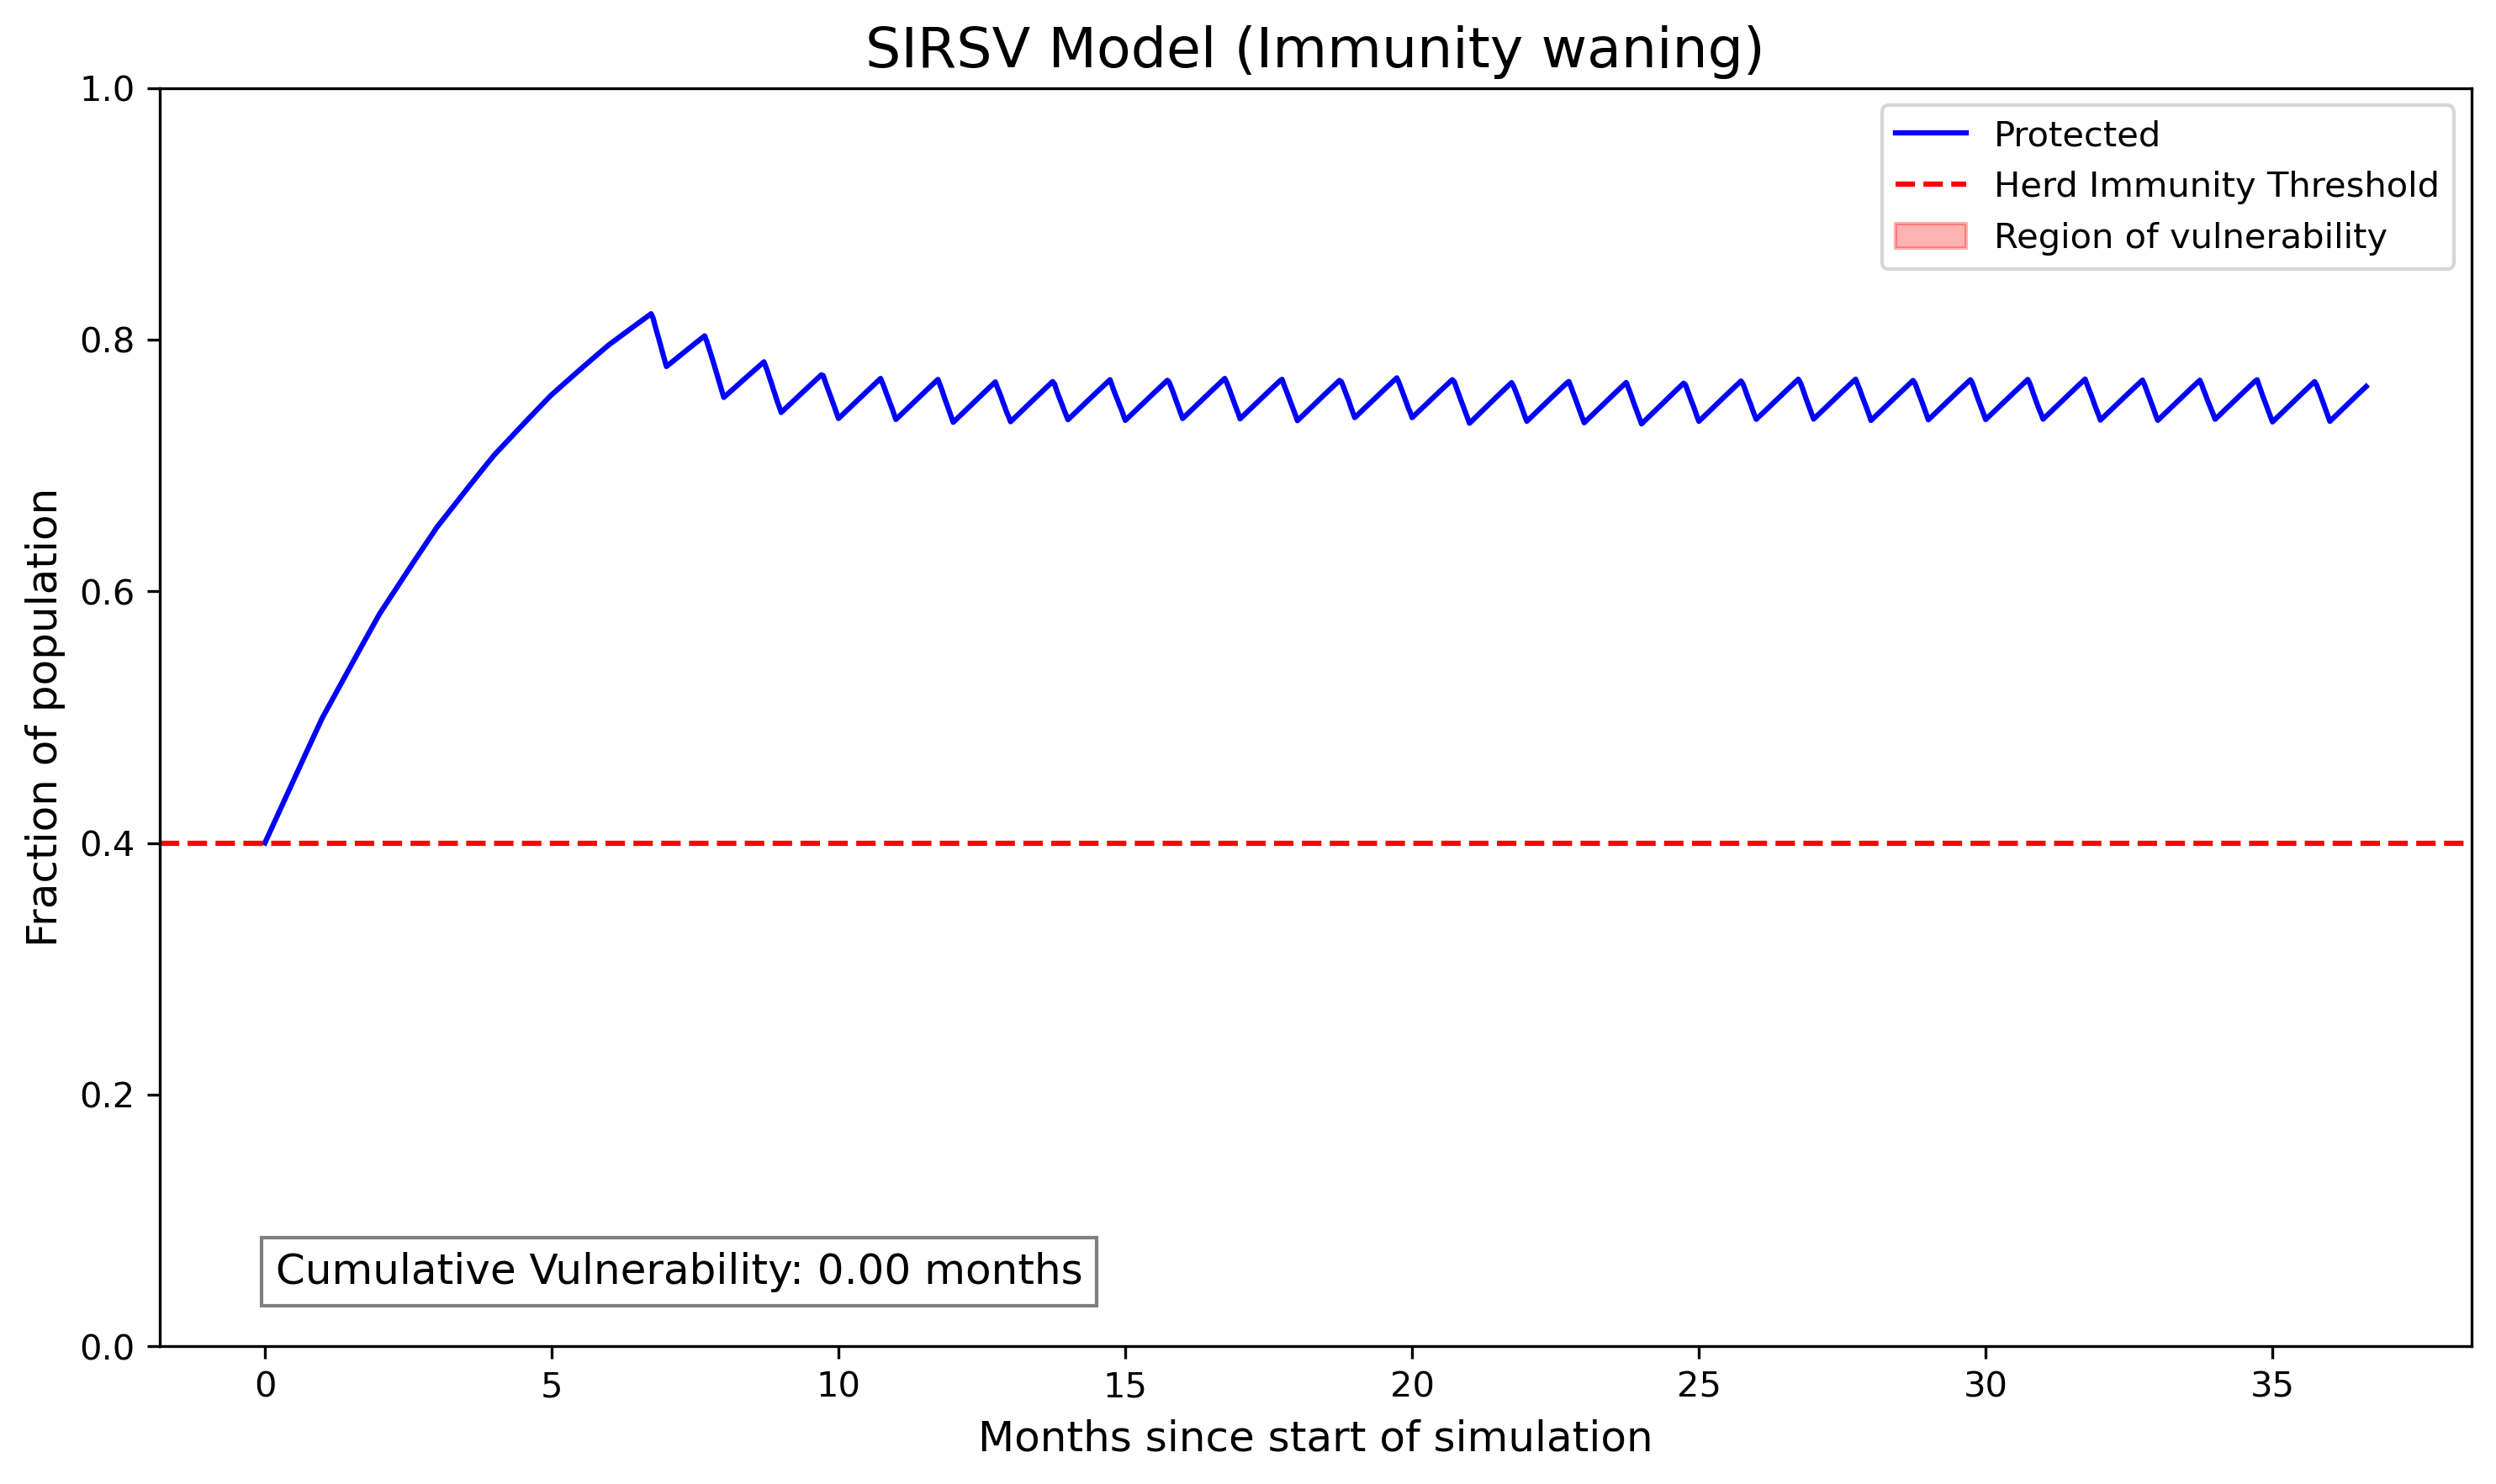 SIRSV Model (Immunity waning)
1.0
0.8
0.6
0.4
0.2
0.0
Fraction of population
Protected
Herd Immunity Threshold
Region of vulnerability
Cumulative Vulnerability: 0.00 months
0 5 10 15 20 25 30 35
Months since start of simulation